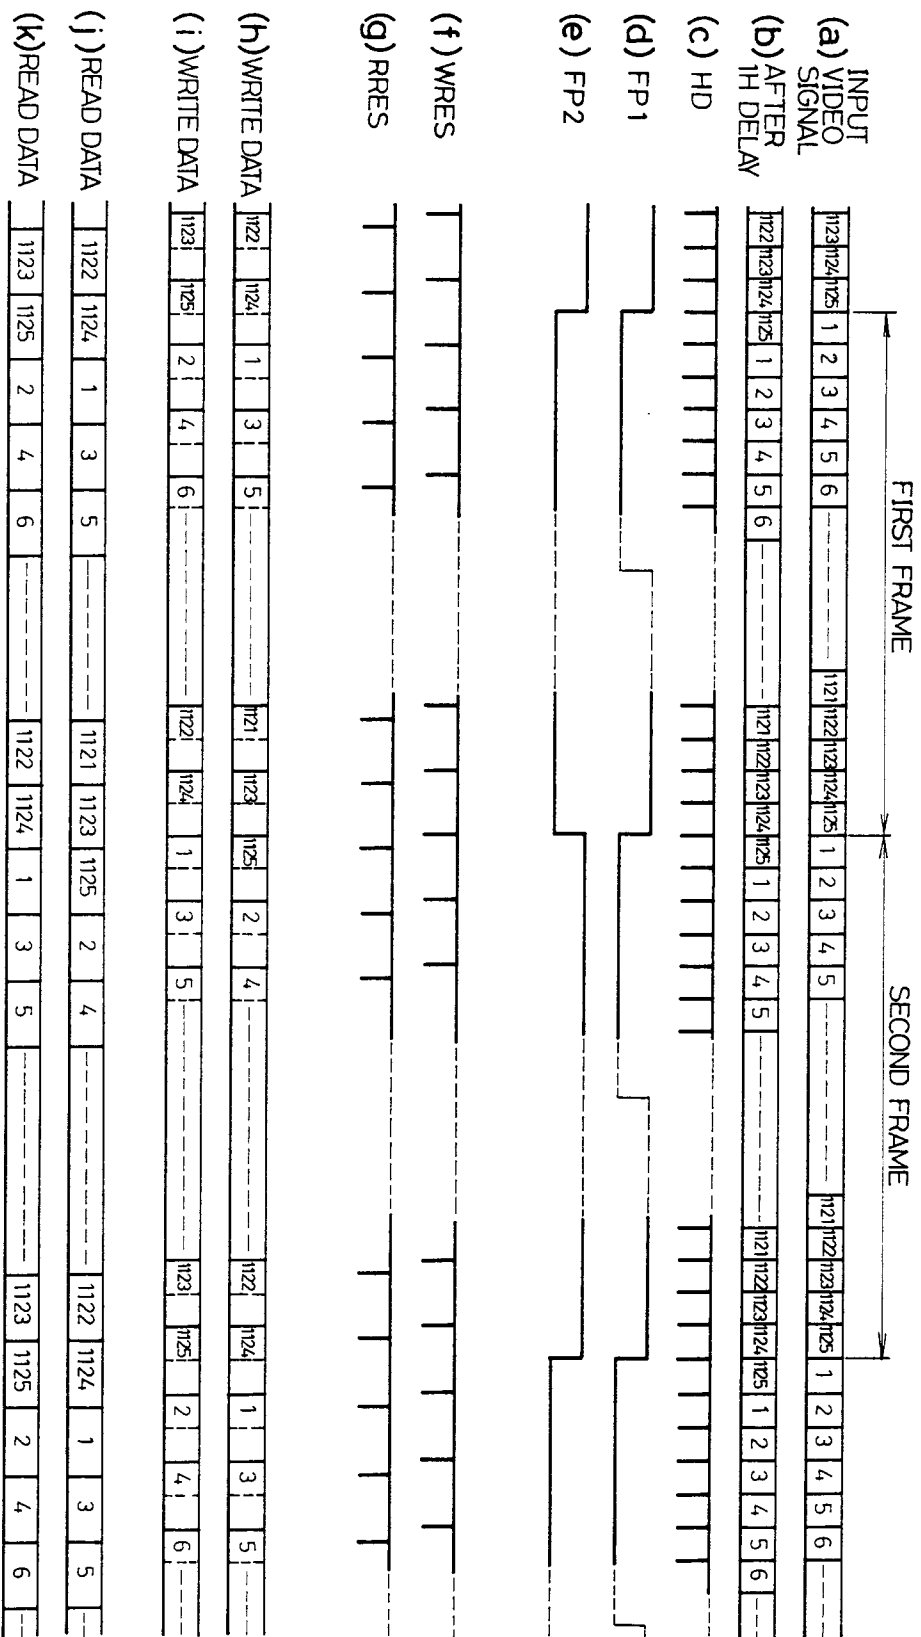 FIRST FRAME
SECOND FRAME
(a) INPUT VIDEO SIGNAL
1123 1124 1125 1 2 3 4 5 6 1121 1122 1123 1124 1125 1 2 3 4 5 1121 1122 1123 1124 1125 1 2 3 4 5 6
(b) AFTER 1H DELAY
1122 1123 1124 1125 1 2 3 4 5 6 1121 1122 1123 1124 1125 1 2 3 4 5 1121 1122 1123 1124 1125 1 2 3 4 5 6
(c) HD
(d) FP1
(e) FP2
(f) WRES
(g) RRES
(h) WRITE DATA
1122 1124 1 3 5 1121 1123 1125 2 4 1122 1124 1 3 5
(i) WRITE DATA
1123 1125 2 4 6 1122 1124 1 3 5 1123 1125 2 4 6
(j) READ DATA
1122 1124 1 3 5 1121 1123 1125 2 4 1122 1124 1 3 5
(k) READ DATA
1123 1125 2 4 6 1122 1124 1 3 5 1123 1125 2 4 6